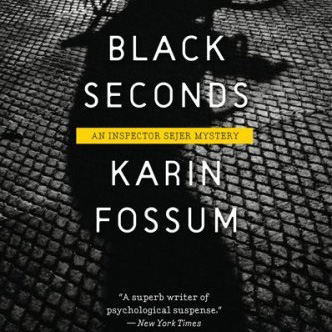 BLACK
SECONDS
AN INSPECTOR SEJER MYSTERY
KARIN
FOSSUM
"A superb writer of
psychological suspense."
— New York Times